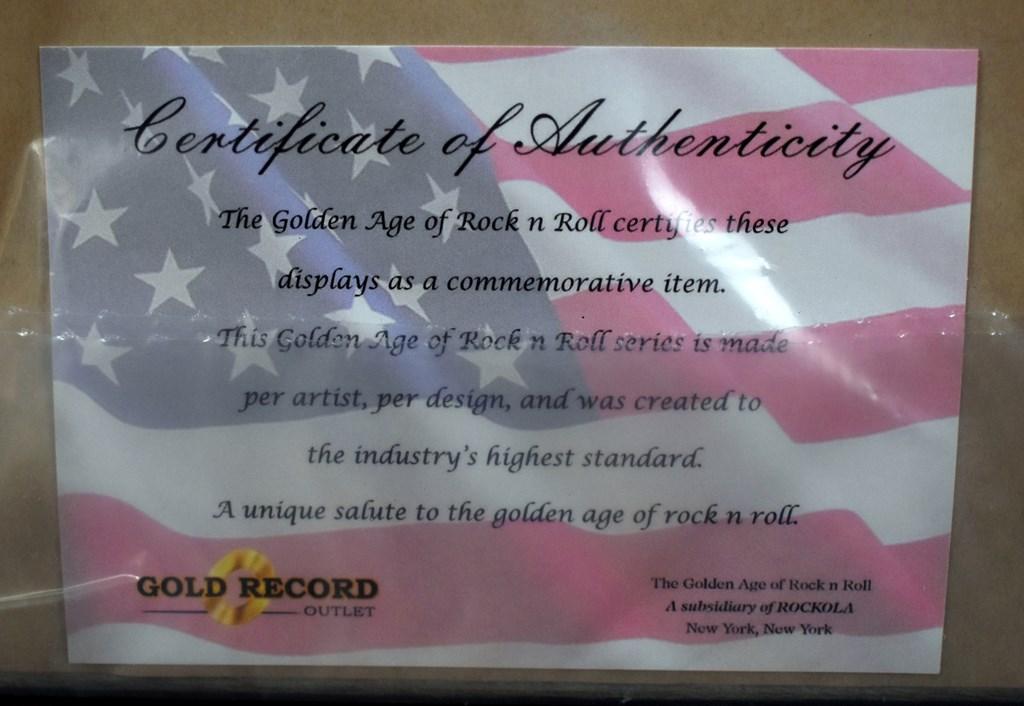 Certificate of Authenticity
The Golden Age of Rock n Roll certifies these
displays as a commemorative item.
This Golden Age of Rock n Roll series is made
per artist, per design, and was created to
the industry's highest standard.
A unique salute to the golden age of rock n roll.
GOLD RECORD
OUTLET
The Golden Age of Rock n Roll
A subsidiary of ROCKOLA
New York, New York